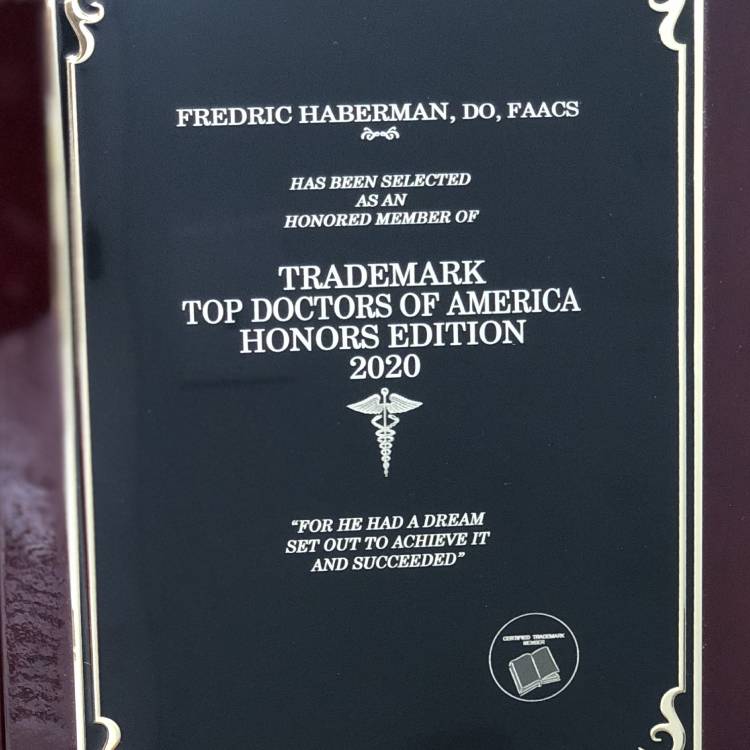 FREDRIC HABERMAN, DO, FAACS
HAS BEEN SELECTED
AS AN
HONORED MEMBER OF
TRADEMARK
TOP DOCTORS OF AMERICA
HONORS EDITION
2020
“FOR HE HAD A DREAM
SET OUT TO ACHIEVE IT
AND SUCCEEDED”
CERTIFIED TRADEMARK
MEMBER